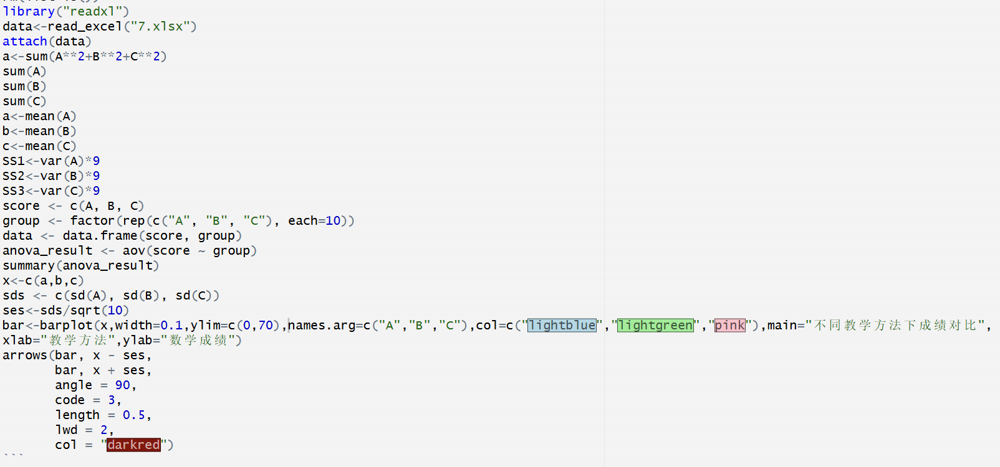 library("readxl")
data<-read_excel("7.xlsx")
attach(data)
a<-sum(A**2+B**2+C**2)
sum(A)
sum(B)
sum(C)
a<-mean(A)
b<-mean(B)
c<-mean(C)
SS1<-var(A)*9
SS2<-var(B)*9
SS3<-var(C)*9
score <- c(A, B, C)
group <- factor(rep(c("A", "B", "C"), each=10))
data <- data.frame(score, group)
anova_result <- aov(score ~ group)
summary(anova_result)
x<-c(a,b,c)
sds <- c(sd(A), sd(B), sd(C))
ses<-sds/sqrt(10)
bar<-barplot(x,width=0.1,ylim=c(0,70),names.arg=c("A","B","C"),col=c("lightblue","lightgreen","pink"),main="不同教学方法下成绩对比",
xlab="教学方法",ylab="数学成绩")
arrows(bar, x - ses,
       bar, x + ses,
       angle = 90,
       code = 3,
       length = 0.5,
       lwd = 2,
       col = "darkred")
```